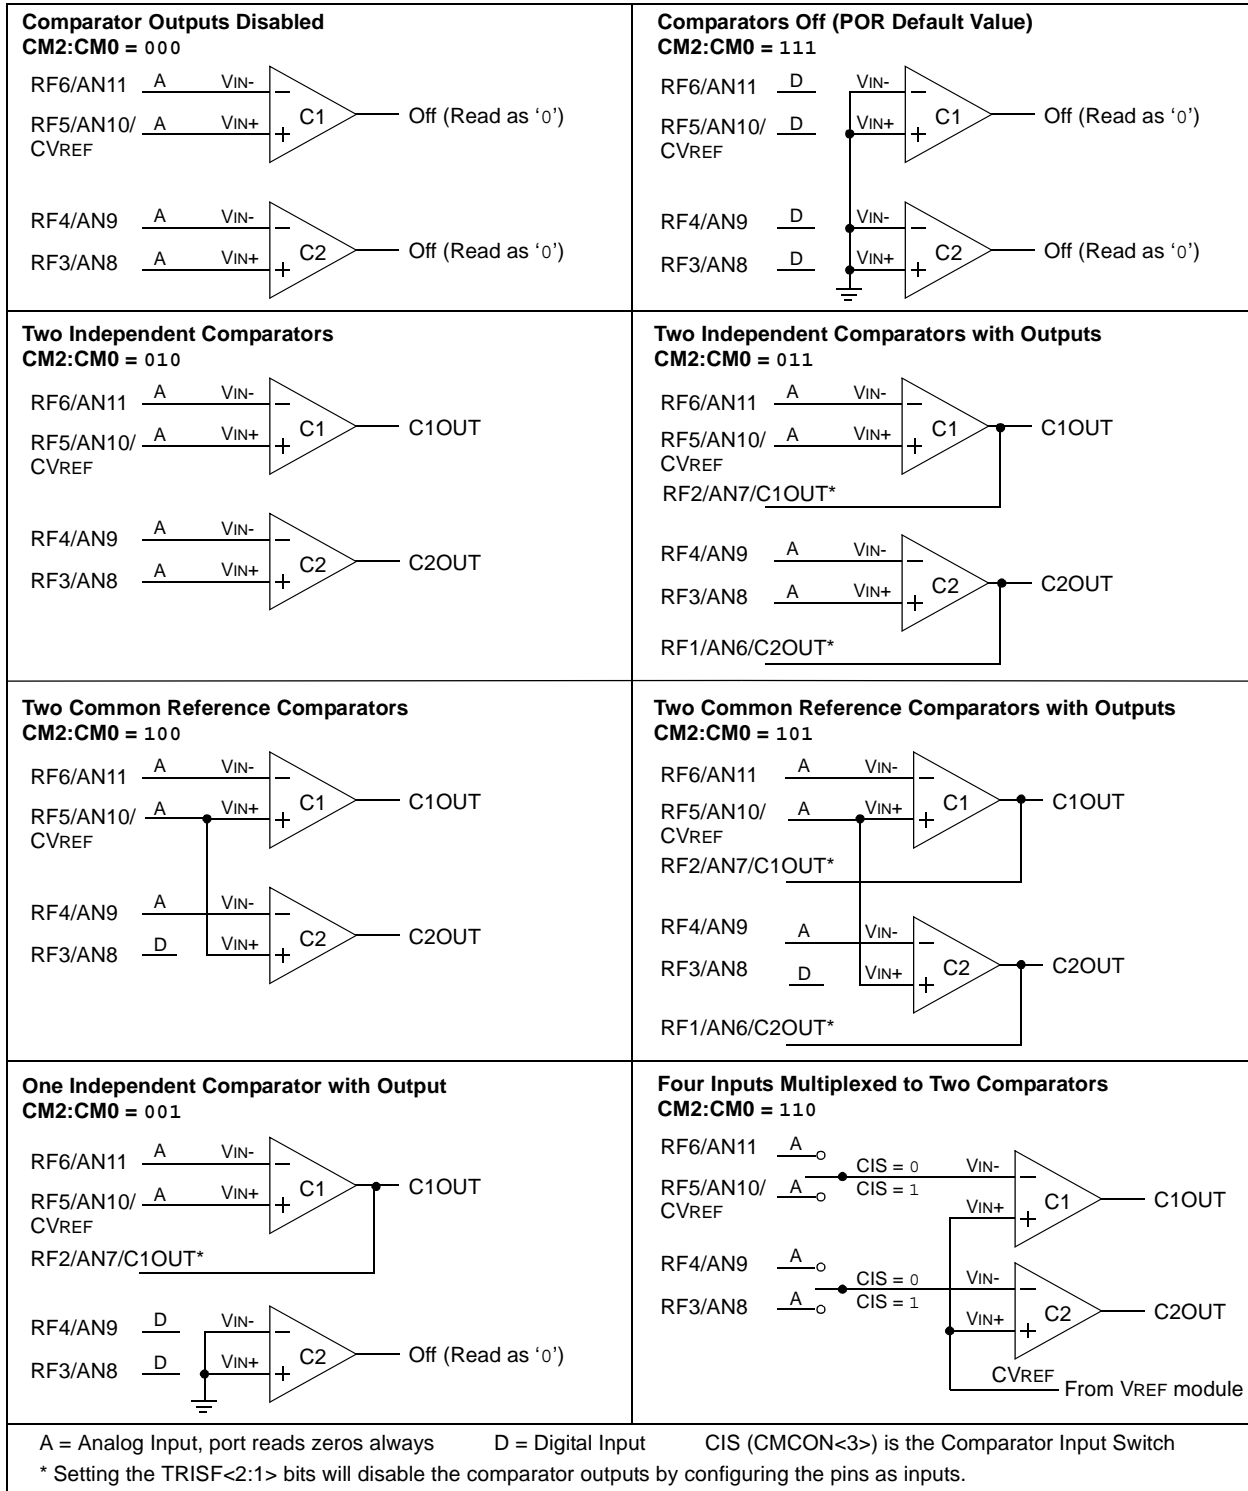 Comparator Outputs Disabled
CM2:CM0 = 000
RF6/AN11 A VIN-
RF5/AN10/ A VIN+
CVREF
C1
Off (Read as ‘0’)
RF4/AN9 A VIN-
RF3/AN8 A VIN+
C2
Off (Read as ‘0’)
Comparators Off (POR Default Value)
CM2:CM0 = 111
RF6/AN11 D VIN-
RF5/AN10/ D VIN+
CVREF
C1
Off (Read as ‘0’)
RF4/AN9 D VIN-
RF3/AN8 D VIN+
C2
Off (Read as ‘0’)
Two Independent Comparators
CM2:CM0 = 010
RF6/AN11 A VIN-
RF5/AN10/ A VIN+
CVREF
C1
C1OUT
RF4/AN9 A VIN-
RF3/AN8 A VIN+
C2
C2OUT
Two Independent Comparators with Outputs
CM2:CM0 = 011
RF6/AN11 A VIN-
RF5/AN10/ A VIN+
CVREF
C1
C1OUT
RF2/AN7/C1OUT*
RF4/AN9 A VIN-
RF3/AN8 A VIN+
C2
C2OUT
RF1/AN6/C2OUT*
Two Common Reference Comparators
CM2:CM0 = 100
RF6/AN11 A VIN-
RF5/AN10/ A VIN+
CVREF
C1
C1OUT
RF4/AN9 A VIN-
RF3/AN8 D VIN+
C2
C2OUT
Two Common Reference Comparators with Outputs
CM2:CM0 = 101
RF6/AN11 A VIN-
RF5/AN10/ A VIN+
CVREF
C1
C1OUT
RF2/AN7/C1OUT*
RF4/AN9 A VIN-
RF3/AN8 D VIN+
C2
C2OUT
RF1/AN6/C2OUT*
One Independent Comparator with Output
CM2:CM0 = 001
RF6/AN11 A VIN-
RF5/AN10/ A VIN+
CVREF
C1
C1OUT
RF2/AN7/C1OUT*
RF4/AN9 D VIN-
RF3/AN8 D VIN+
C2
Off (Read as ‘0’)
Four Inputs Multiplexed to Two Comparators
CM2:CM0 = 110
RF6/AN11 A
CIS = 0 VIN-
RF5/AN10/ A CIS = 1
CVREF
VIN+
C1
C1OUT
RF4/AN9 A
CIS = 0 VIN-
RF3/AN8 A CIS = 1
VIN+
C2
C2OUT
CVREF
From VREF module
A = Analog Input, port reads zeros always D = Digital Input CIS (CMCON<3>) is the Comparator Input Switch
* Setting the TRISF<2:1> bits will disable the comparator outputs by configuring the pins as inputs.